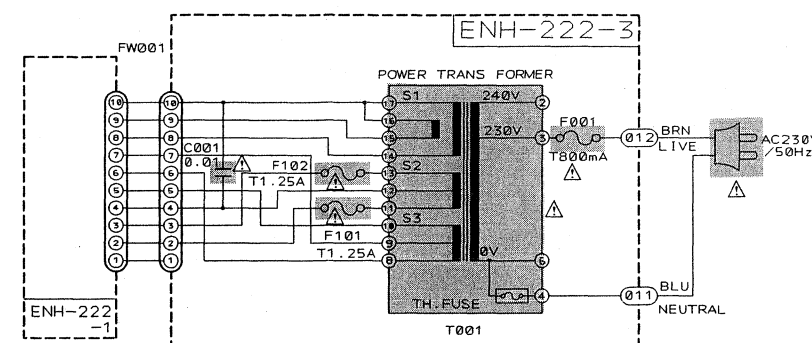 ENH-222-3
FW001
POWER TRANS FORMER
10 10 17 S1 240V 2
9 9 16
8 8 15 230V 3 F001 012 BRN
LIVE
AC230V
/50Hz
7 7 C001 14
0.01
T800mA
6 6 F102 13 S2
T1.25A
5 5 12
4 4 11
3 3 10 S3
2 2 F101 9
1 1 T1.25A 8 0V 6
TH.FUSE 4 011 BLU
NEUTRAL
T001
ENH-222
-1